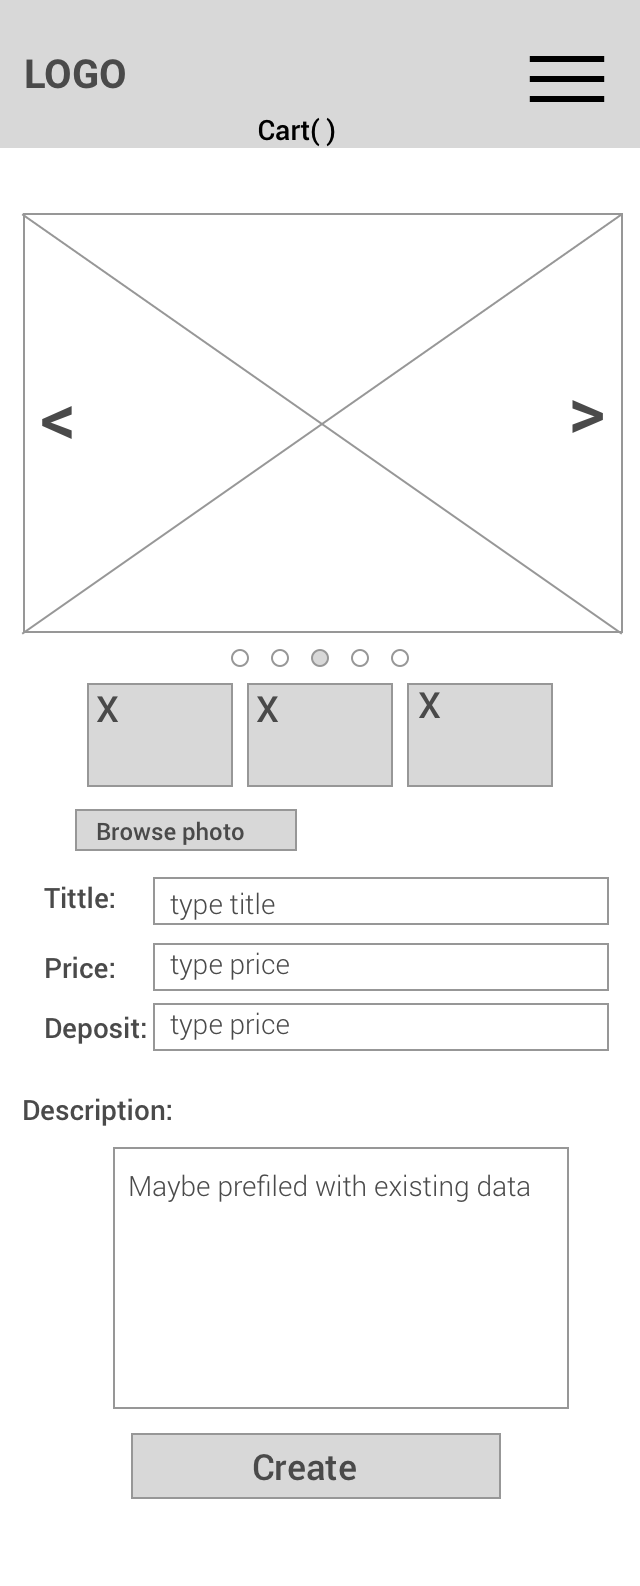 LOGO
Cart( )
< >
X X X
Browse photo
Tittle: type title
Price: type price
Deposit: type price
Description:
Maybe prefiled with existing data
Create